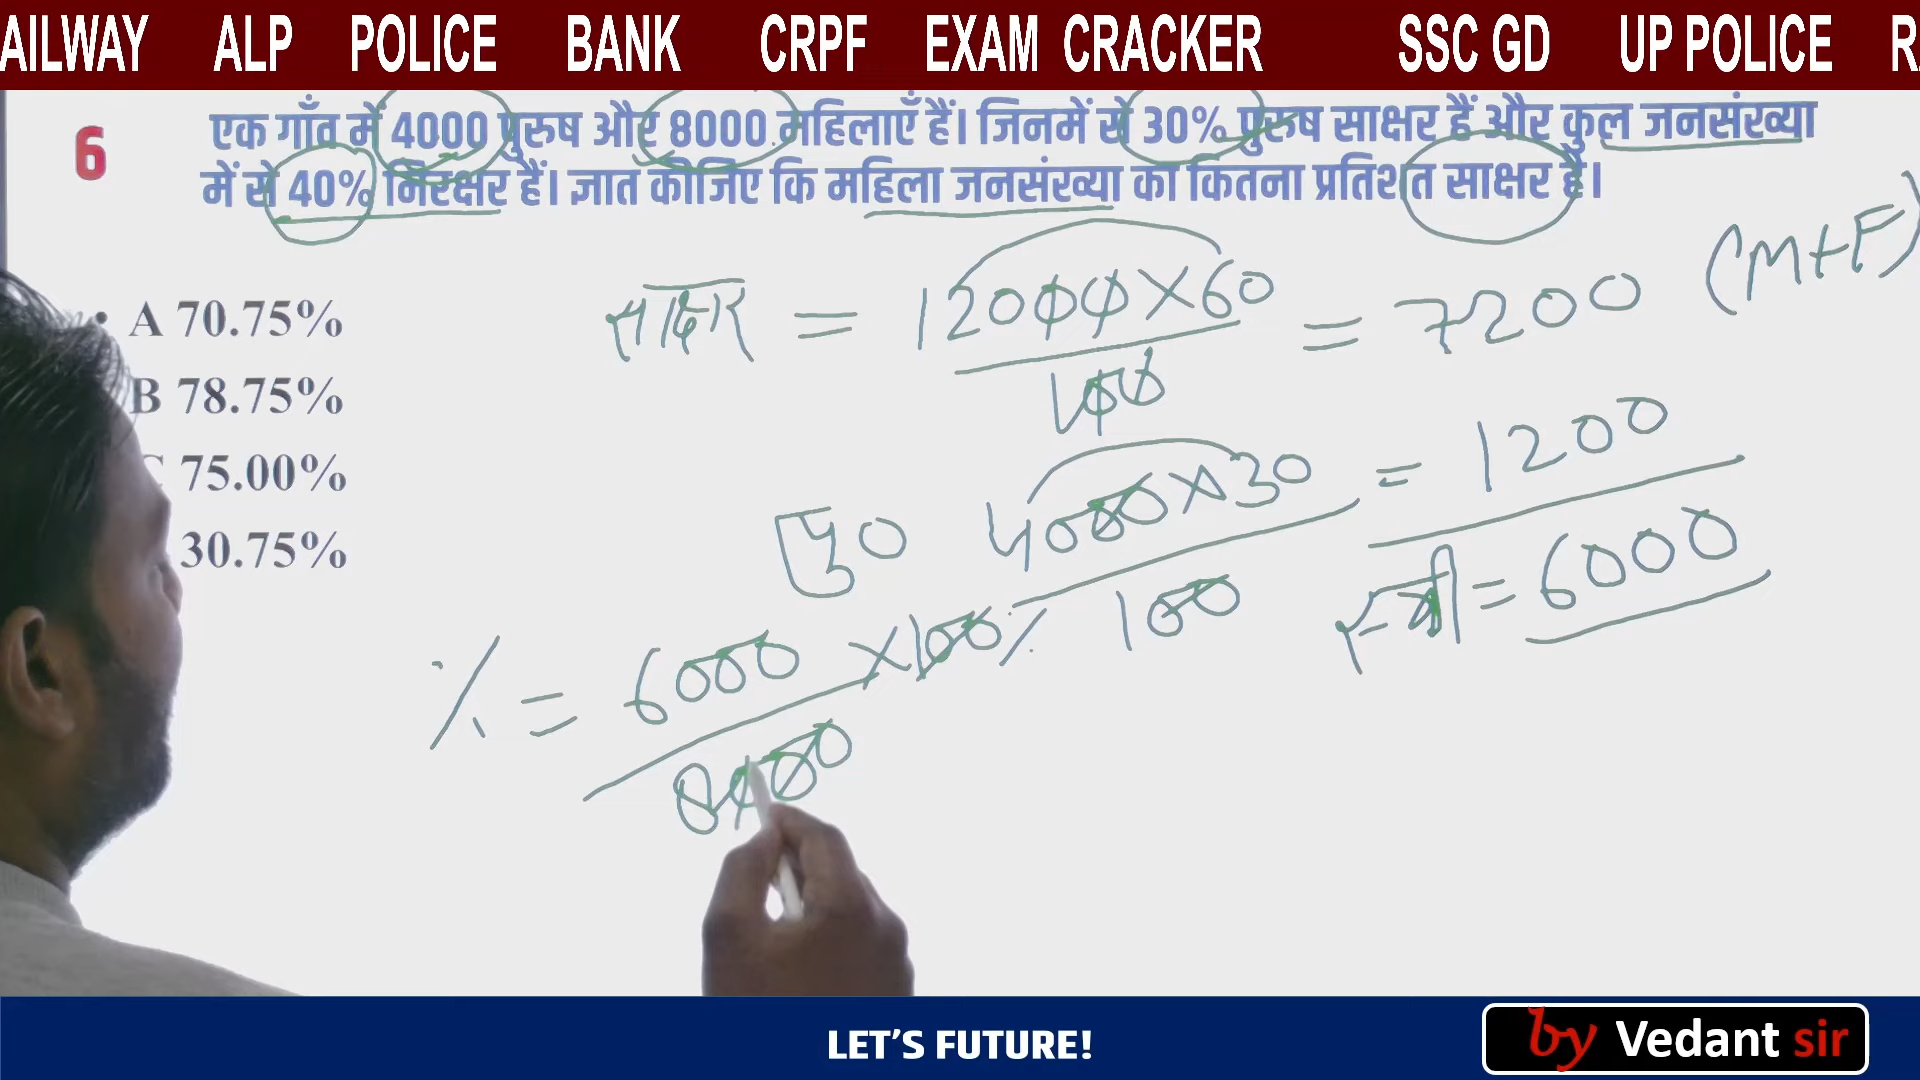 AILWAY ALP POLICE BANK CRPF EXAM CRACKER SSC GD UP POLICE R
6 एक गाँव में 4000 पुरुष और 8000 महिलाएँ हैं। जिनमें से 30% पुरुष साक्षर हैं और कुल जनसंख्या
में से 40% निरक्षर हैं। ज्ञात कीजिए कि महिला जनसंख्या का कितना प्रतिशत साक्षर है।
(M+F)
• A 70.75%
साक्षर = 12000×60/100 = 7200
B 78.75%
C 75.00%
पु० 4000×30/100 = 1200
30.75%
स्त्री = 6000
% = 6000/8000 ×100%
LET'S FUTURE!
by Vedant sir